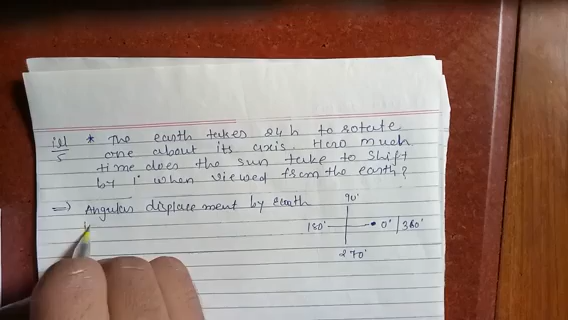 ill/5 * The earth takes 24 h to rotate
one about its axis. How much
time does the sun take to shift
by 1° when viewed from the earth?
⇒ Angular displacement by earth
90°
180° 0°/360°
270°